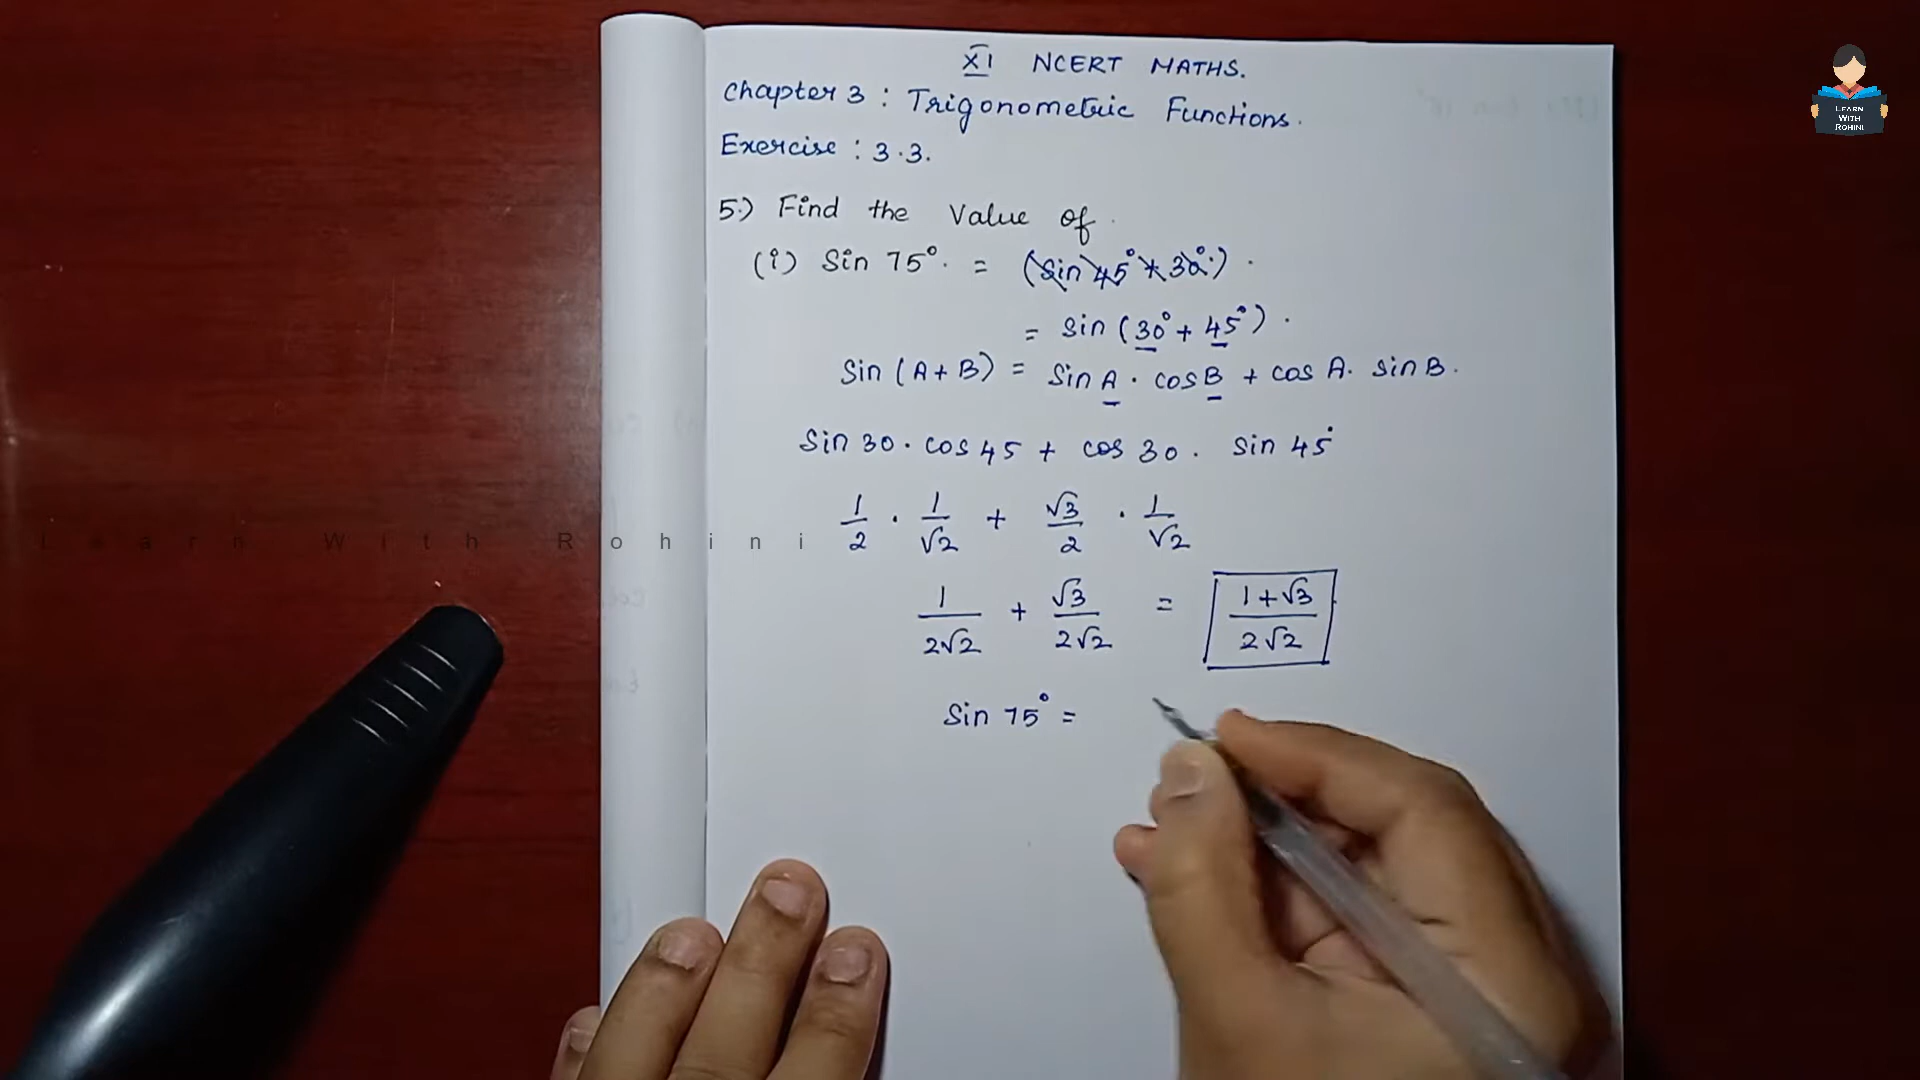 XI NCERT MATHS.
Chapter 3 : Trigonometric Functions.
Exercise : 3.3.
5.) Find the Value of.
(i) Sin 75°. = (Sin 45° + 30°.) .
= Sin (30° + 45°) .
Sin (A + B) = Sin A . cos B + cos A. sin B.
Sin 30 . cos 45 + cos 30 . Sin 45°
1/2 . 1/√2 + √3/2 . 1/√2
1/2√2 + √3/2√2 = 1+√3/2√2
Sin 75° =
LEARN
WITH
ROHINI
Learn With Rohini